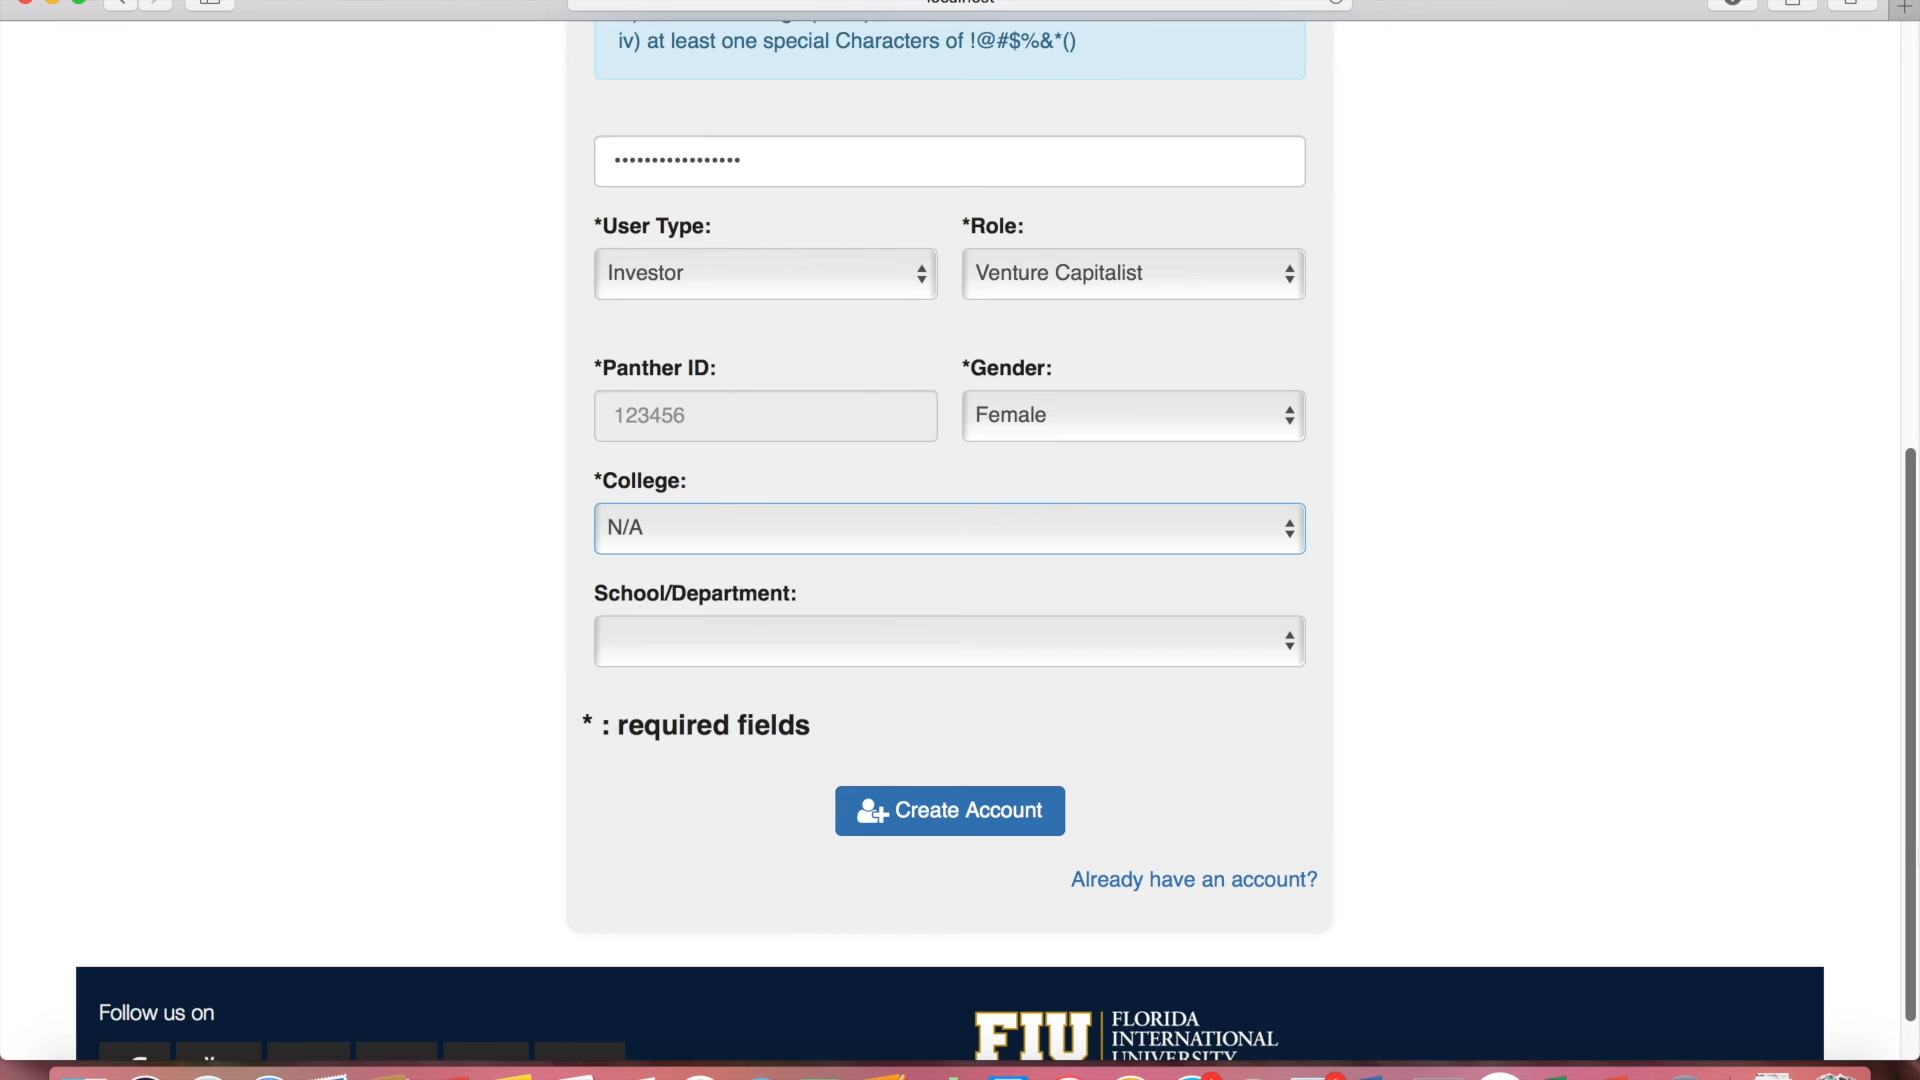 iv) at least one special Characters of !@#$%&*()
•••••••••••••••••
*User Type:
*Role:
Investor
Venture Capitalist
*Panther ID:
*Gender:
123456
Female
*College:
N/A
School/Department:
* : required fields
Create Account
Already have an account?
Follow us on
FIU
FLORIDA
INTERNATIONAL
UNIVERSITY